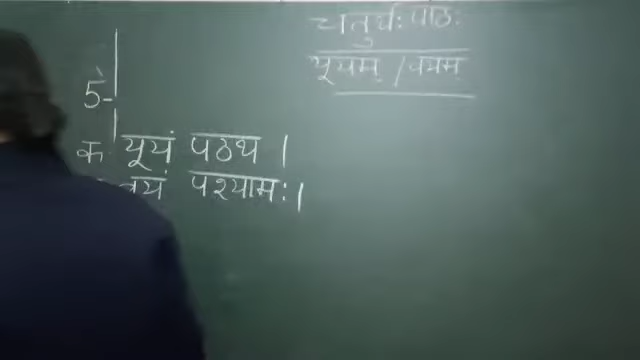 चतुर्थः पाठः
यूयम् / वयम्
5-
क यूयं पठथ ।
वयं पश्यामः।